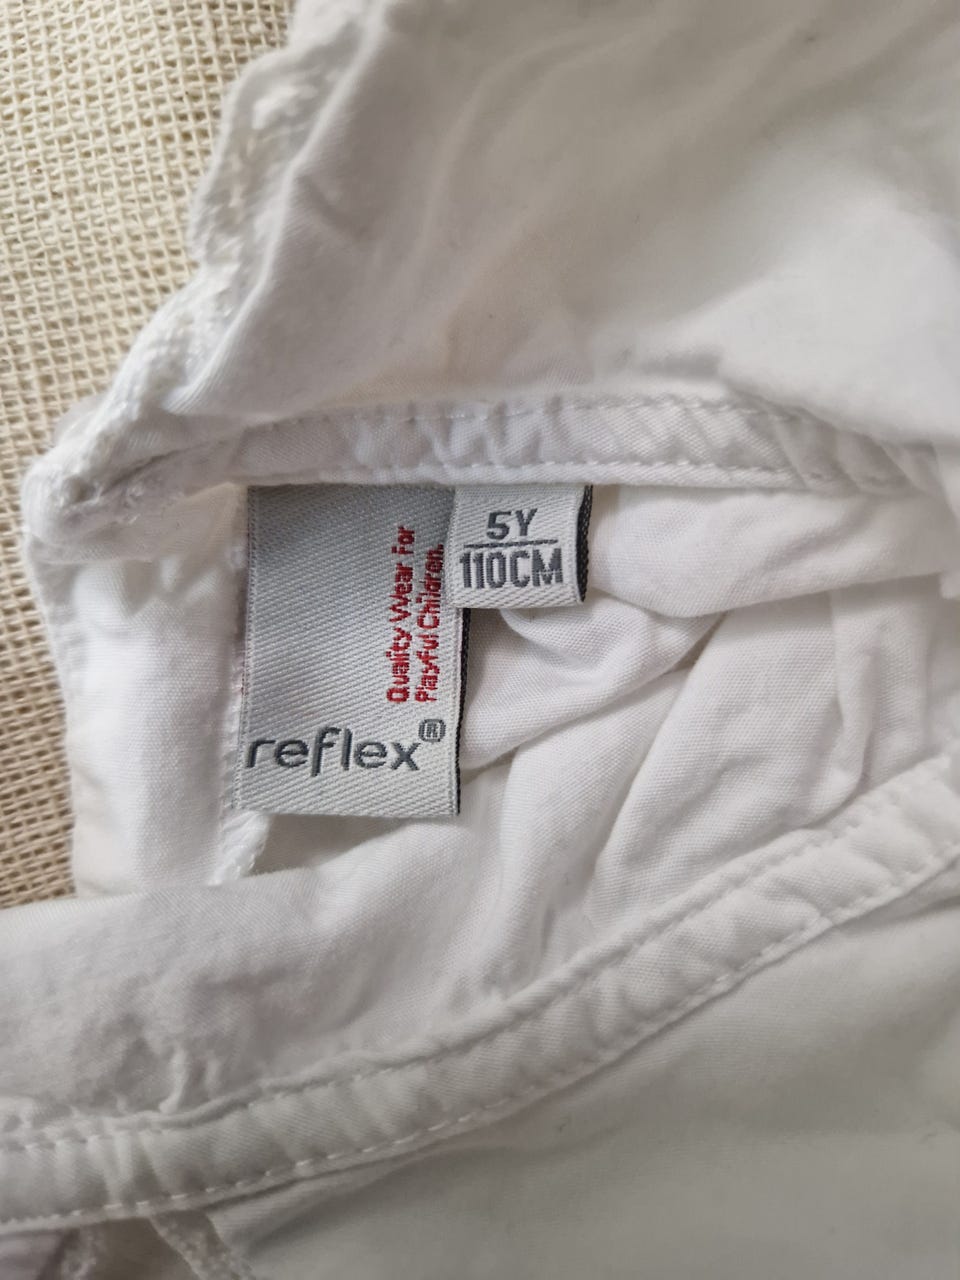 5Y
110CM
Quality Wear For
Playful Children.
reflex®